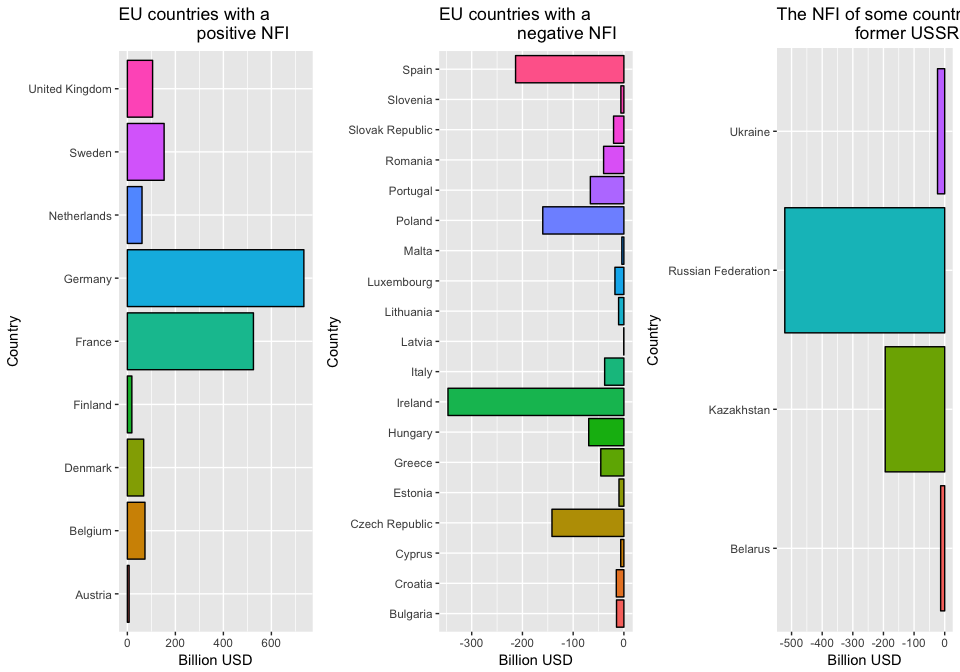 EU countries with a
positive NFI
United Kingdom
Sweden
Netherlands
Germany
France
Finland
Denmark
Belgium
Austria
Country
0 200 400 600
Billion USD
EU countries with a
negative NFI
Spain
Slovenia
Slovak Republic
Romania
Portugal
Poland
Malta
Luxembourg
Lithuania
Latvia
Italy
Ireland
Hungary
Greece
Estonia
Czech Republic
Cyprus
Croatia
Bulgaria
Country
-300 -200 -100 0
Billion USD
The NFI of some countr
former USSR
Ukraine
Russian Federation
Kazakhstan
Belarus
Country
-500 -400 -300 -200 -100 0
Billion USD